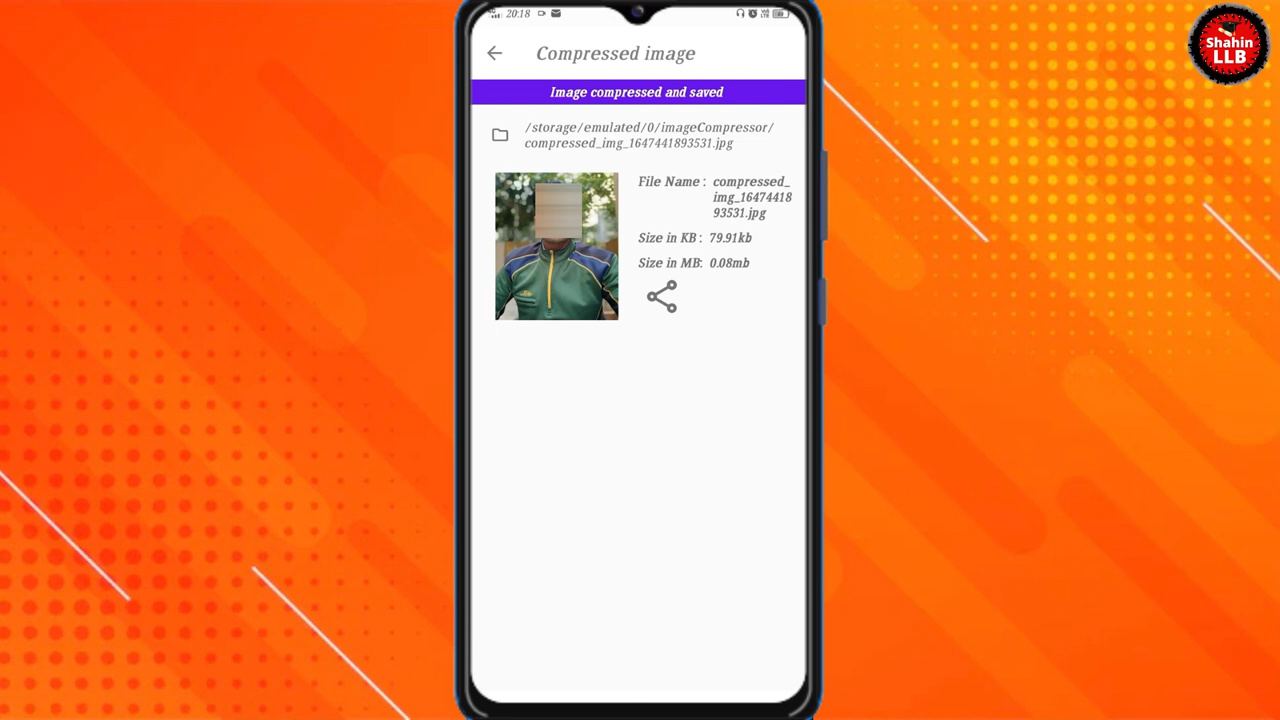 20:18
Compressed image
Image compressed and saved
/storage/emulated/0/imageCompressor/
compressed_img_1647441893531.jpg
File Name : compressed_
img_16474418
93531.jpg
Size in KB : 79.91kb
Size in MB: 0.08mb
Shahin
LLB